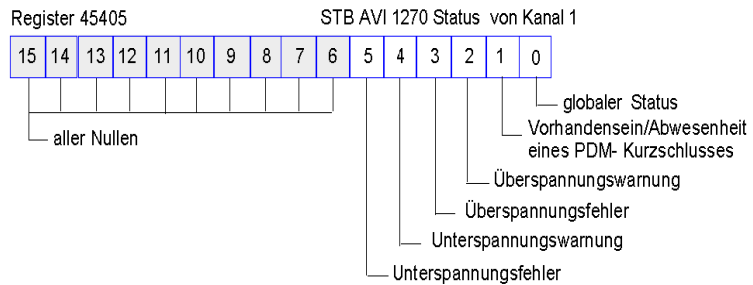 Register 45405 STB AVI 1270 Status von Kanal 1
15 14 13 12 11 10 9 8 7 6 5 4 3 2 1 0
globaler Status
aller Nullen
Vorhandensein/Abwesenheit
eines PDM- Kurzschlusses
Überspannungswarnung
Überspannungsfehler
Unterspannungswarnung
Unterspannungsfehler